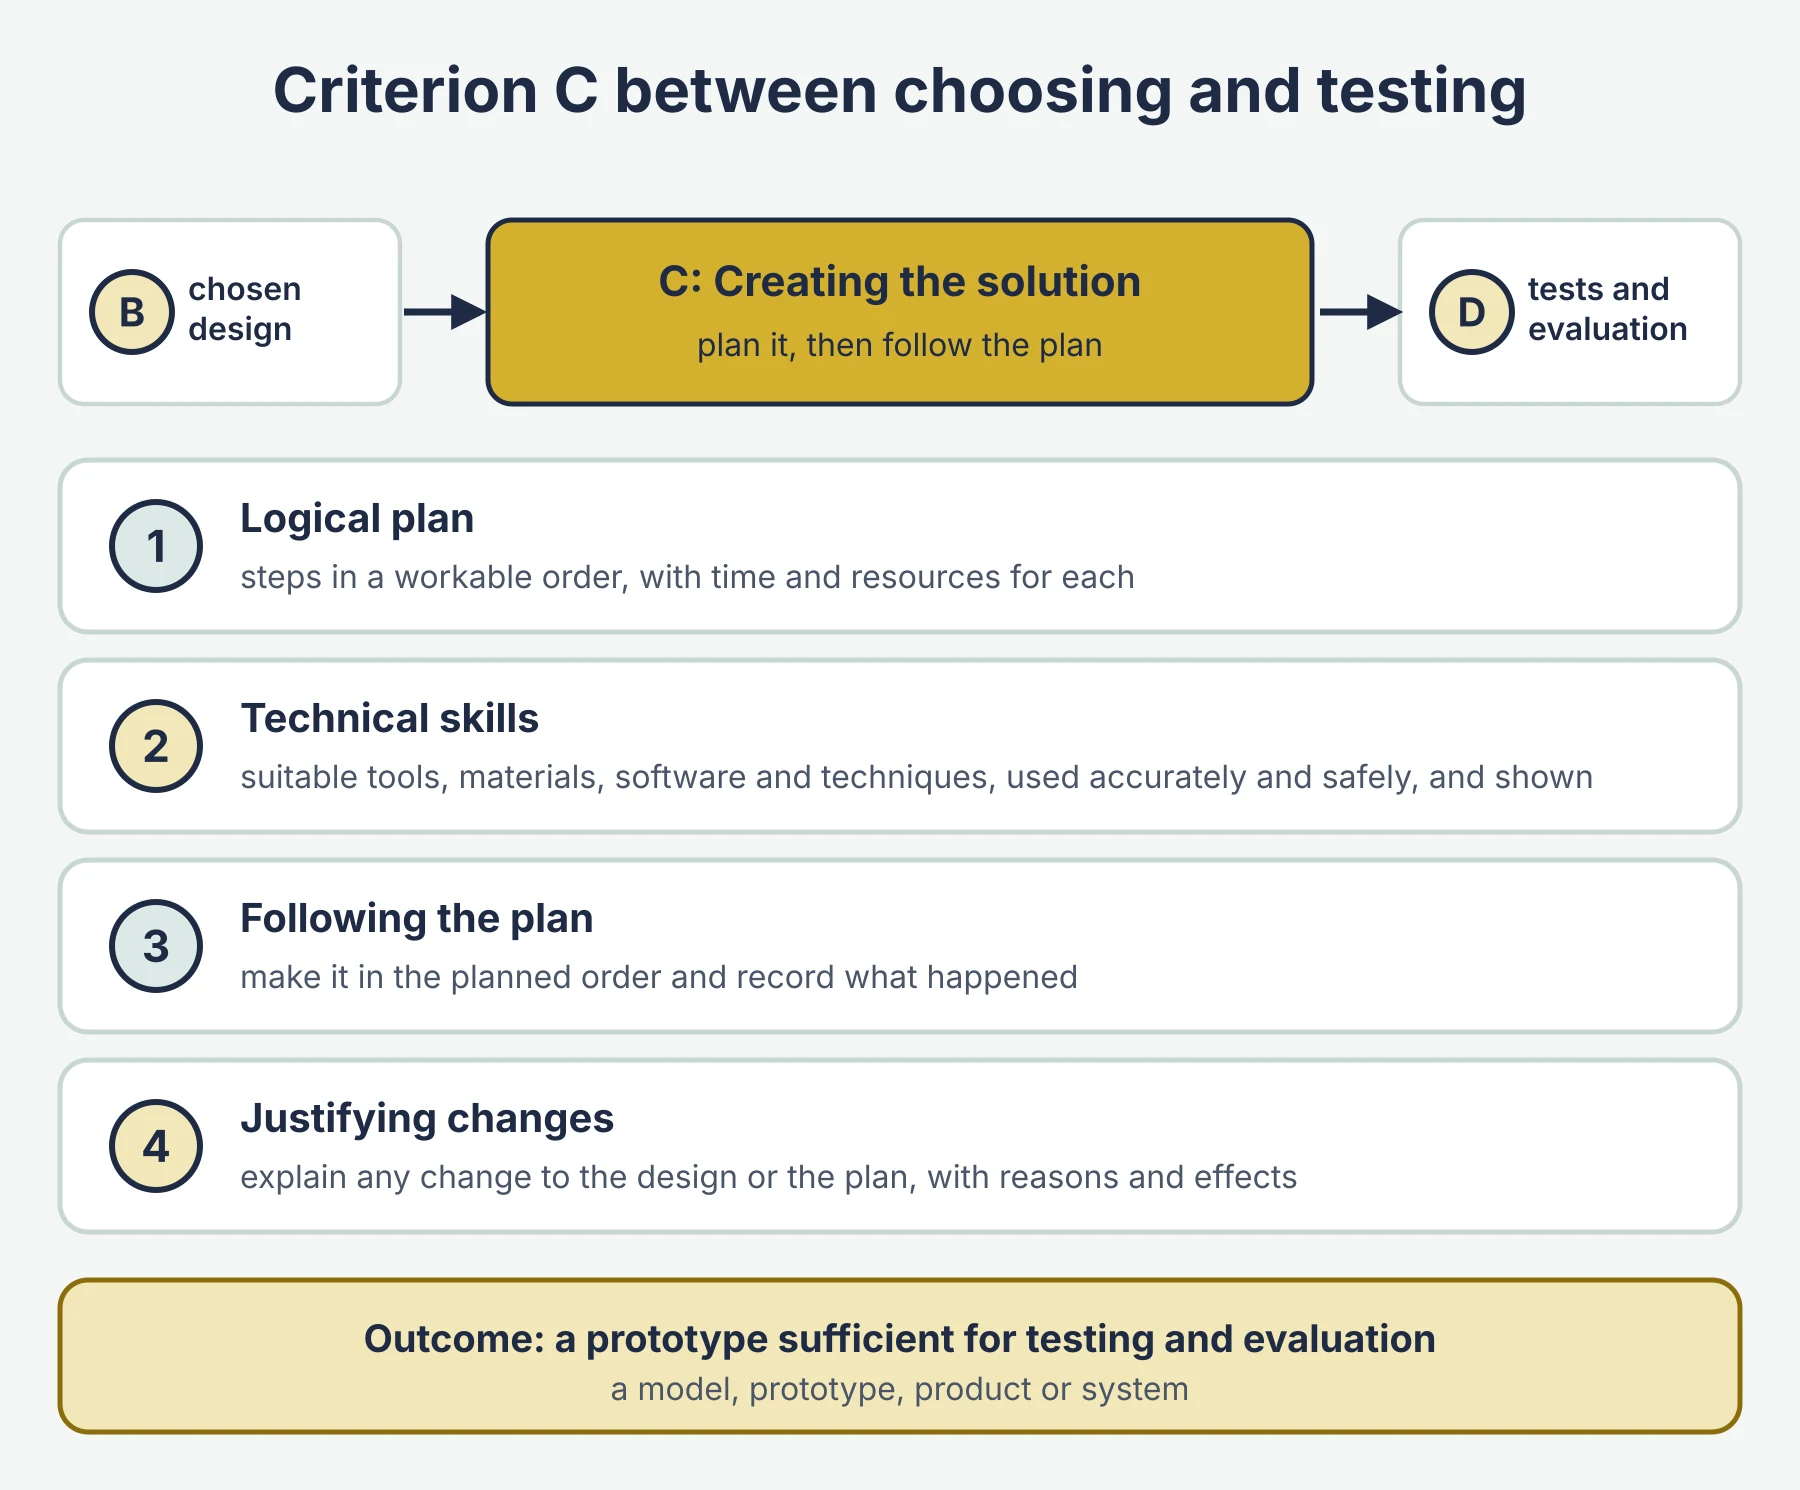 Criterion C between choosing and testing
B
chosen
design
C: Creating the solution
plan it, then follow the plan
D
tests and
evaluation
1
Logical plan
steps in a workable order, with time and resources for each
2
Technical skills
suitable tools, materials, software and techniques, used accurately and safely, and shown
3
Following the plan
make it in the planned order and record what happened
4
Justifying changes
explain any change to the design or the plan, with reasons and effects
Outcome: a prototype sufficient for testing and evaluation
a model, prototype, product or system